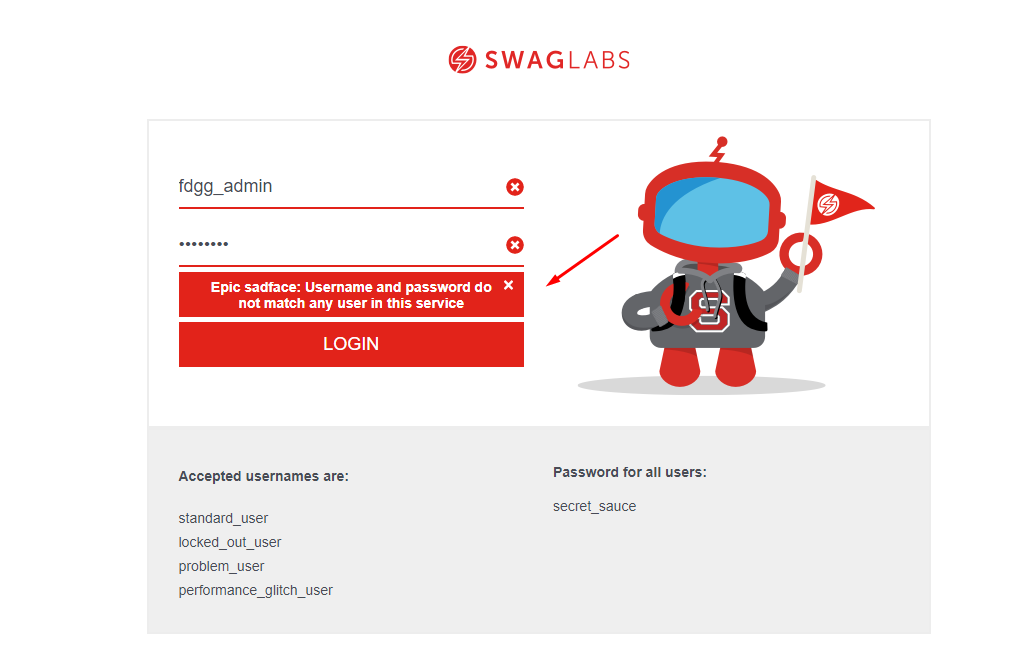 SWAGLABS
fdgg_admin
••••••••
Epic sadface: Username and password do
not match any user in this service
LOGIN
S
Accepted usernames are:
standard_user
locked_out_user
problem_user
performance_glitch_user
Password for all users:
secret_sauce